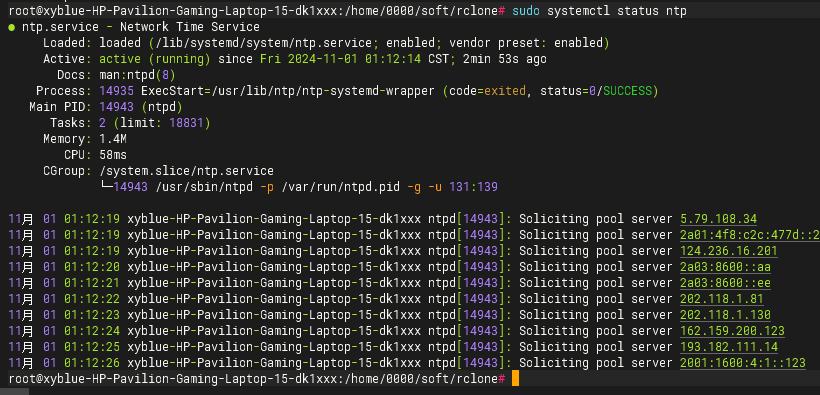 root@xyblue-HP-Pavilion-Gaming-Laptop-15-dk1xxx:/home/0000/soft/rclone# sudo systemctl status ntp
● ntp.service - Network Time Service
Loaded: loaded (/lib/systemd/system/ntp.service; enabled; vendor preset: enabled)
Active: active (running) since Fri 2024-11-01 01:12:14 CST; 2min 53s ago
Docs: man:ntpd(8)
Process: 14935 ExecStart=/usr/lib/ntp/ntp-systemd-wrapper (code=exited, status=0/SUCCESS)
Main PID: 14943 (ntpd)
Tasks: 2 (limit: 18831)
Memory: 1.4M
CPU: 58ms
CGroup: /system.slice/ntp.service
└─14943 /usr/sbin/ntpd -p /var/run/ntpd.pid -g -u 131:139
11月 01 01:12:19 xyblue-HP-Pavilion-Gaming-Laptop-15-dk1xxx ntpd[14943]: Soliciting pool server 5.79.108.34
11月 01 01:12:19 xyblue-HP-Pavilion-Gaming-Laptop-15-dk1xxx ntpd[14943]: Soliciting pool server 2a01:4f8:c2c:477d::2
11月 01 01:12:19 xyblue-HP-Pavilion-Gaming-Laptop-15-dk1xxx ntpd[14943]: Soliciting pool server 124.236.16.201
11月 01 01:12:20 xyblue-HP-Pavilion-Gaming-Laptop-15-dk1xxx ntpd[14943]: Soliciting pool server 2a03:8600::aa
11月 01 01:12:21 xyblue-HP-Pavilion-Gaming-Laptop-15-dk1xxx ntpd[14943]: Soliciting pool server 2a03:8600::ee
11月 01 01:12:22 xyblue-HP-Pavilion-Gaming-Laptop-15-dk1xxx ntpd[14943]: Soliciting pool server 202.118.1.81
11月 01 01:12:23 xyblue-HP-Pavilion-Gaming-Laptop-15-dk1xxx ntpd[14943]: Soliciting pool server 202.118.1.130
11月 01 01:12:24 xyblue-HP-Pavilion-Gaming-Laptop-15-dk1xxx ntpd[14943]: Soliciting pool server 162.159.200.123
11月 01 01:12:25 xyblue-HP-Pavilion-Gaming-Laptop-15-dk1xxx ntpd[14943]: Soliciting pool server 193.182.111.14
11月 01 01:12:26 xyblue-HP-Pavilion-Gaming-Laptop-15-dk1xxx ntpd[14943]: Soliciting pool server 2001:1600:4:1::123
root@xyblue-HP-Pavilion-Gaming-Laptop-15-dk1xxx:/home/0000/soft/rclone#